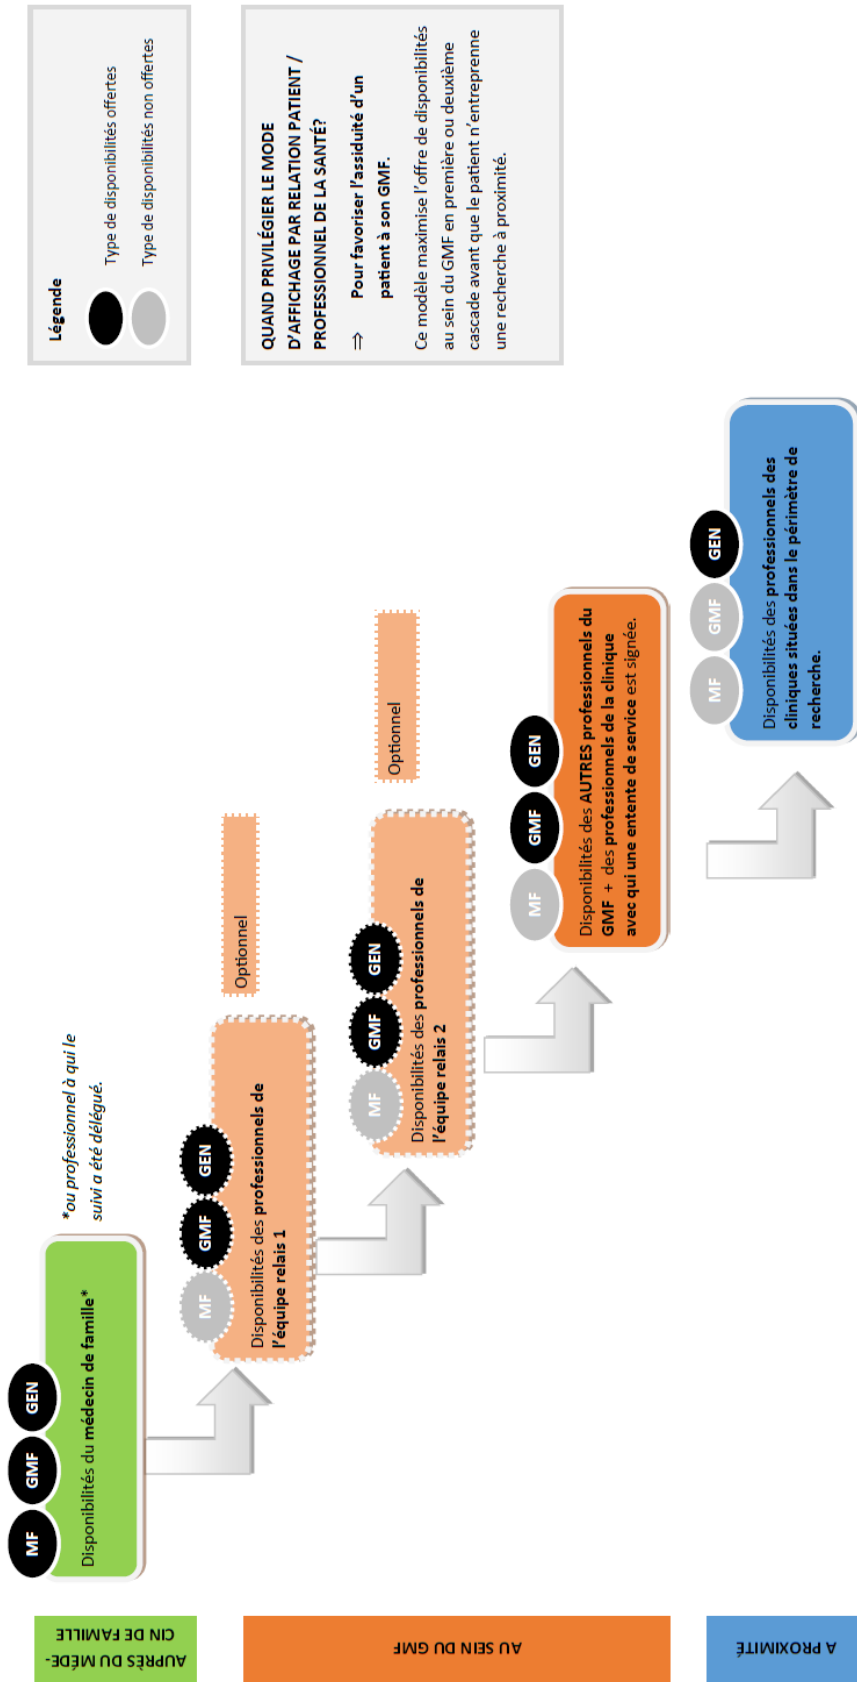 AUPRÈS DU MÉDE-
CIN DE FAMILLE
MF
GMF
GEN
Disponibilités du médecin de famille*
*ou professionnel à qui le
suivi a été délégué.
Légende
Type de disponibilités offertes
Type de disponibilités non offertes
AU SEIN DU GMF
MF
GMF
GEN
Disponibilités des professionnels de
l'équipe relais 1
Optionnel
MF
GMF
GEN
Disponibilités des professionnels de
l'équipe relais 2
Optionnel
QUAND PRIVILÉGIER LE MODE
D'AFFICHAGE PAR RELATION PATIENT /
PROFESSIONNEL DE LA SANTÉ?
⇒ Pour favoriser l'assiduité d'un
patient à son GMF.
Ce modèle maximise l'offre de disponibilités
au sein du GMF en première ou deuxième
cascade avant que le patient n'entreprenne
une recherche à proximité.
MF
GMF
GEN
Disponibilités des AUTRES professionnels du
GMF + des professionnels de la clinique
avec qui une entente de service est signée.
A PROXIMITÉ
MF
GMF
GEN
Disponibilités des professionnels des
cliniques situées dans le périmètre de
recherche.